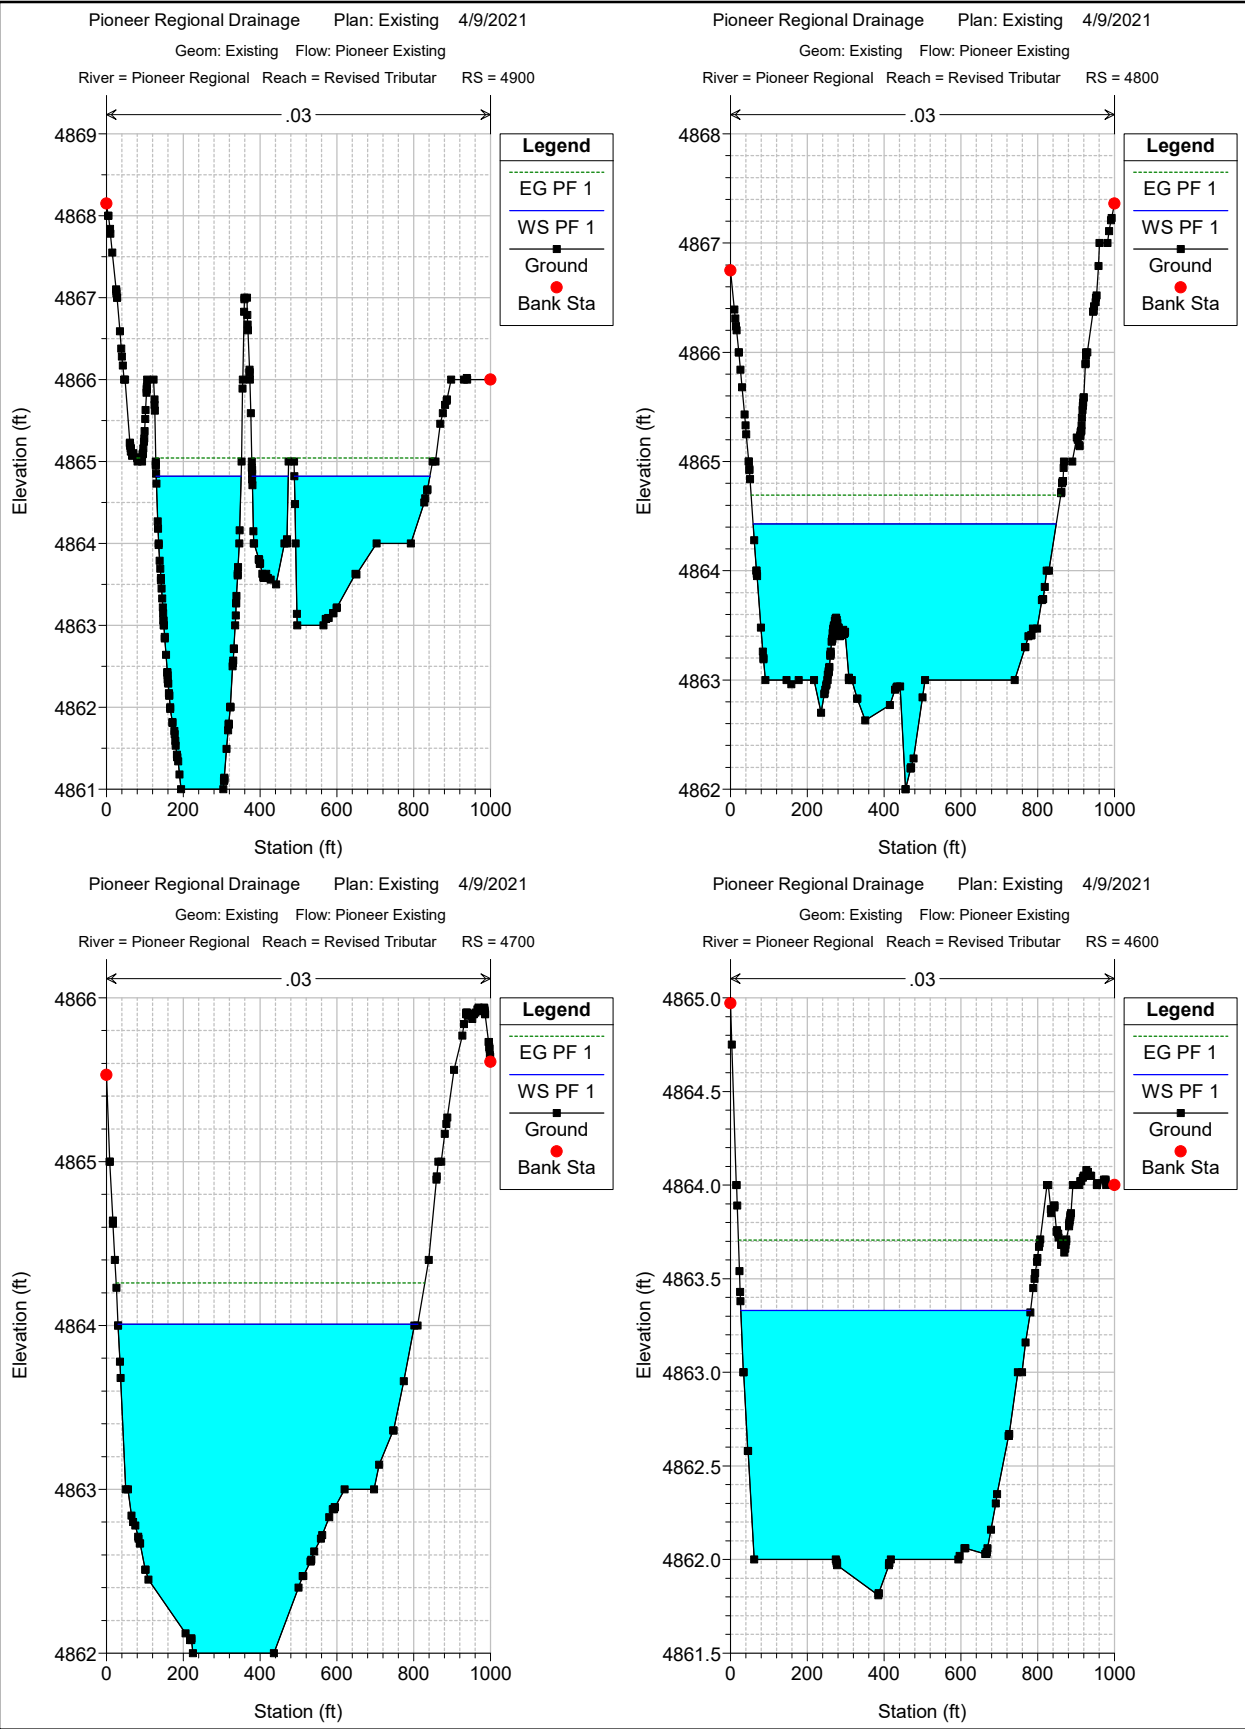 Pioneer Regional Drainage Plan: Existing 4/9/2021
Geom: Existing Flow: Pioneer Existing
River = Pioneer Regional Reach = Revised Tributar RS = 4900
.03
4869
4868
4867
4866
4865
4864
4863
4862
4861
Elevation (ft)
0 200 400 600 800 1000
Station (ft)
Legend
EG PF 1
WS PF 1
Ground
Bank Sta
Pioneer Regional Drainage Plan: Existing 4/9/2021
Geom: Existing Flow: Pioneer Existing
River = Pioneer Regional Reach = Revised Tributar RS = 4800
.03
4868
4867
4866
4865
4864
4863
4862
Elevation (ft)
0 200 400 600 800 1000
Station (ft)
Legend
EG PF 1
WS PF 1
Ground
Bank Sta
Pioneer Regional Drainage Plan: Existing 4/9/2021
Geom: Existing Flow: Pioneer Existing
River = Pioneer Regional Reach = Revised Tributar RS = 4700
.03
4866
4865
4864
4863
4862
Elevation (ft)
0 200 400 600 800 1000
Station (ft)
Legend
EG PF 1
WS PF 1
Ground
Bank Sta
Pioneer Regional Drainage Plan: Existing 4/9/2021
Geom: Existing Flow: Pioneer Existing
River = Pioneer Regional Reach = Revised Tributar RS = 4600
.03
4865.0
4864.5
4864.0
4863.5
4863.0
4862.5
4862.0
4861.5
Elevation (ft)
0 200 400 600 800 1000
Station (ft)
Legend
EG PF 1
WS PF 1
Ground
Bank Sta